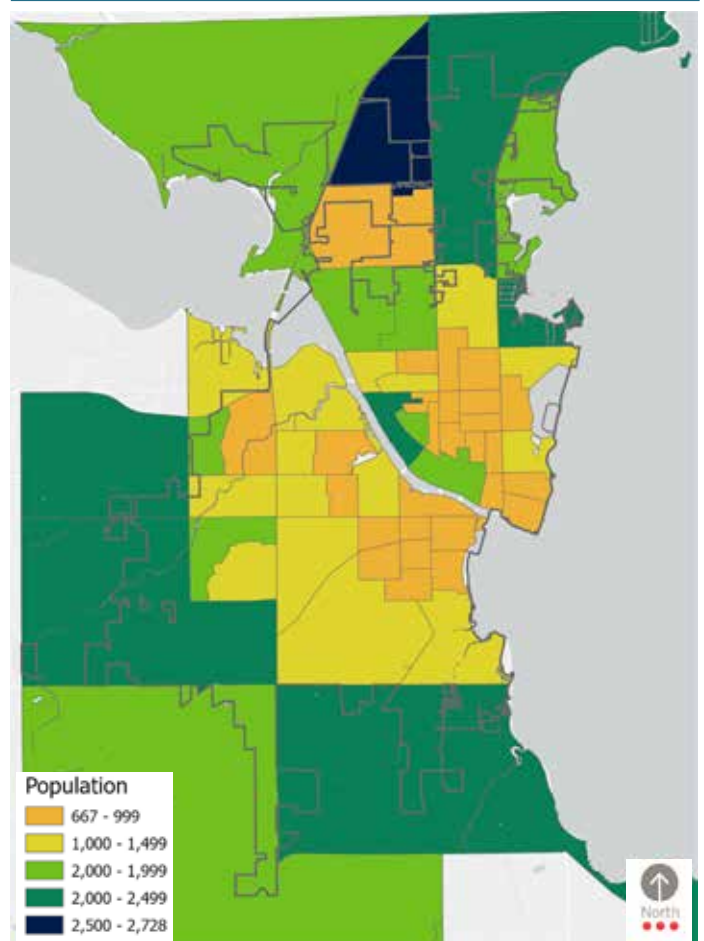 Population
667 - 999
1,000 - 1,499
2,000 - 1,999
2,000 - 2,499
2,500 - 2,728
North